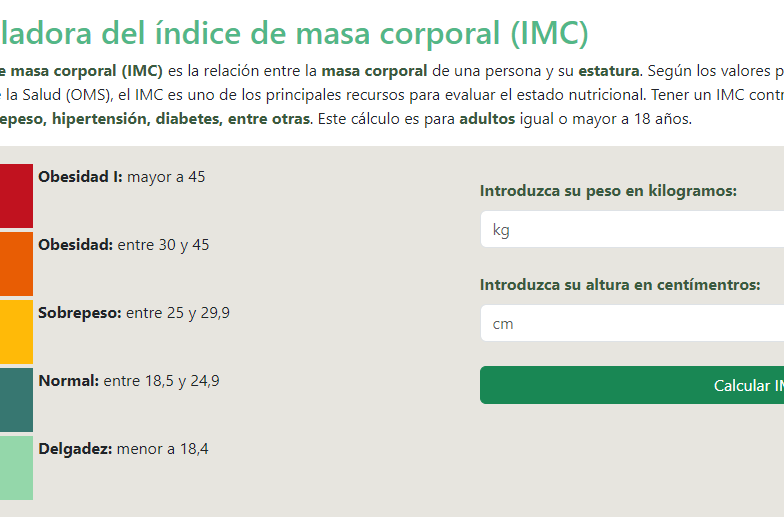 ladora del índice de masa corporal (IMC)
e masa corporal (IMC) es la relación entre la masa corporal de una persona y su estatura. Según los valores p
e la Salud (OMS), el IMC es uno de los principales recursos para evaluar el estado nutricional. Tener un IMC contr
epeso, hipertensión, diabetes, entre otras. Este cálculo es para adultos igual o mayor a 18 años.
Obesidad I: mayor a 45
Obesidad: entre 30 y 45
Sobrepeso: entre 25 y 29,9
Normal: entre 18,5 y 24,9
Delgadez: menor a 18,4
Introduzca su peso en kilogramos:
kg
Introduzca su altura en centímentros:
cm
Calcular IM